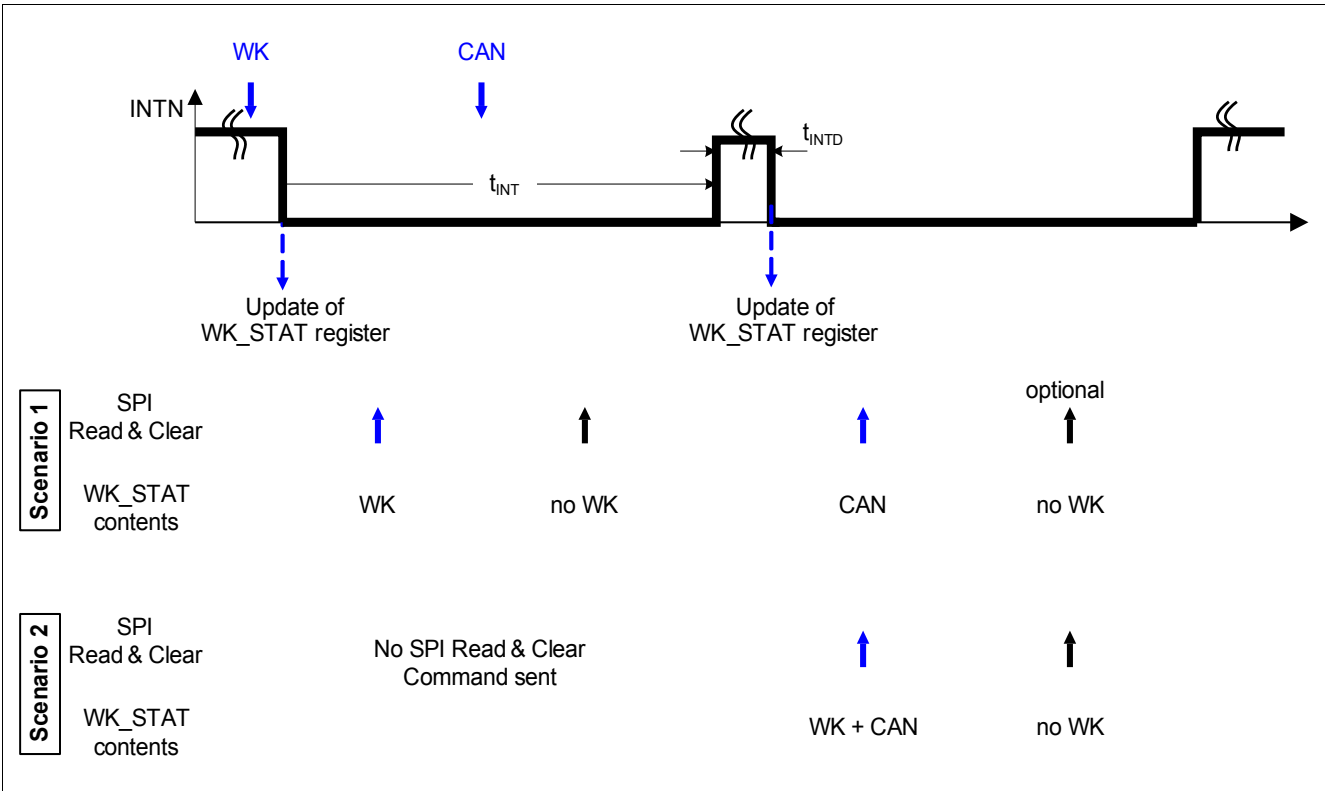 WK
CAN
INTN
tINTD
tINT
Update of
WK_STAT register
Update of
WK_STAT register
Scenario 1
SPI
Read & Clear
optional
WK_STAT
contents
WK
no WK
CAN
no WK
Scenario 2
SPI
Read & Clear
No SPI Read & Clear
Command sent
WK_STAT
contents
WK + CAN
no WK